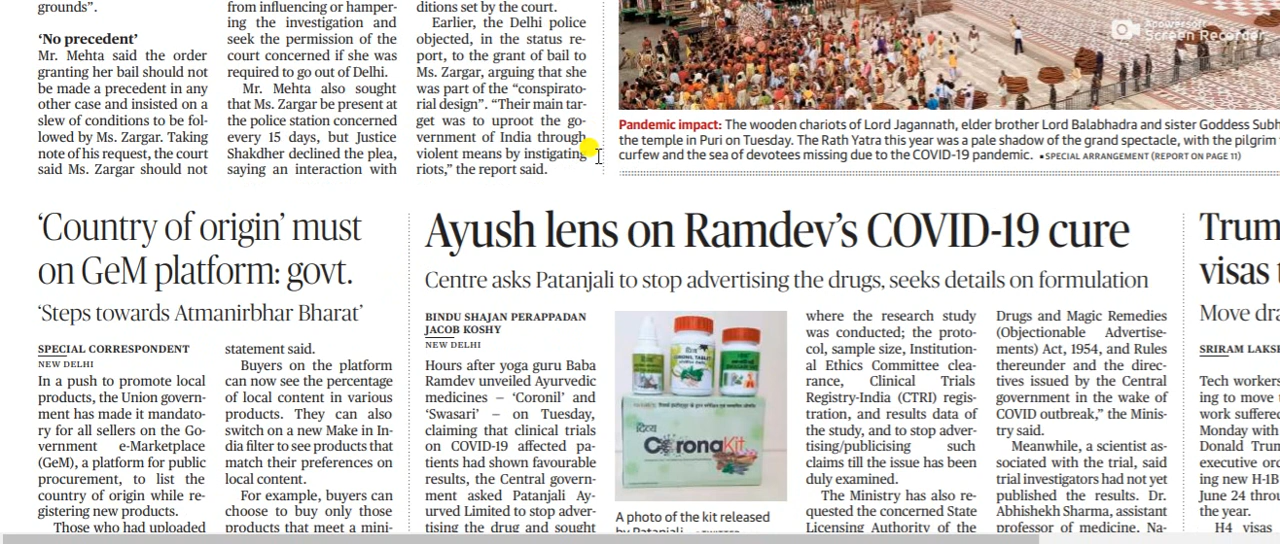 grounds”.
‘No precedent’
Mr. Mehta said the order
granting her bail should not
be made a precedent in any
other case and insisted on a
slew of conditions to be fol-
lowed by Ms. Zargar. Taking
note of his request, the court
said Ms. Zargar should not
from influencing or hamper-
ing the investigation and
seek the permission of the
court concerned if she was
required to go out of Delhi.
Mr. Mehta also sought
that Ms. Zargar be present at
the police station concerned
every 15 days, but Justice
Shakdher declined the plea,
saying an interaction with
ditions set by the court.
Earlier, the Delhi police
objected, in the status re-
port, to the grant of bail to
Ms. Zargar, arguing that she
was part of the “conspirato-
rial design”. “Their main tar-
get was to uproot the go-
vernment of India through
violent means by instigating
riots,” the report said.
Apowersoft
Screen Recorder
Pandemic impact: The wooden chariots of Lord Jagannath, elder brother Lord Balabhadra and sister Goddess Subh
the temple in Puri on Tuesday. The Rath Yatra this year was a pale shadow of the grand spectacle, with the pilgrim
curfew and the sea of devotees missing due to the COVID-19 pandemic. ▪SPECIAL ARRANGEMENT (REPORT ON PAGE 11)
‘Country of origin’ must
on GeM platform: govt.
‘Steps towards Atmanirbhar Bharat’
SPECIAL CORRESPONDENT
NEW DELHI
In a push to promote local
products, the Union govern-
ment has made it mandato-
ry for all sellers on the Go-
vernment e-Marketplace
(GeM), a platform for public
procurement, to list the
country of origin while re-
gistering new products.
Those who had uploaded
statement said.
Buyers on the platform
can now see the percentage
of local content in various
products. They can also
switch on a new Make in In-
dia filter to see products that
match their preferences on
local content.
For example, buyers can
choose to buy only those
products that meet a mini-
Ayush lens on Ramdev’s COVID-19 cure
Centre asks Patanjali to stop advertising the drugs, seeks details on formulation
BINDU SHAJAN PERAPPADAN
JACOB KOSHY
NEW DELHI
Hours after yoga guru Baba
Ramdev unveiled Ayurvedic
medicines – ‘Coronil’ and
‘Swasari’ – on Tuesday,
claiming that clinical trials
on COVID-19 affected pa-
tients had shown favourable
results, the Central govern-
ment asked Patanjali Ay-
urved Limited to stop adver-
tising the drug and sought
दिव्य
CORONIL TABLET
दिव्य
CoronaKit
A photo of the kit released
by Patanjali.
where the research study
was conducted; the proto-
col, sample size, Institution-
al Ethics Committee clea-
rance, Clinical Trials
Registry-India (CTRI) regis-
tration, and results data of
the study, and to stop adver-
tising/publicising such
claims till the issue has been
duly examined.
The Ministry has also re-
quested the concerned State
Licensing Authority of the
Drugs and Magic Remedies
(Objectionable Advertise-
ments) Act, 1954, and Rules
thereunder and the direc-
tives issued by the Central
government in the wake of
COVID outbreak,” the Minis-
try said.
Meanwhile, a scientist as-
sociated with the trial, said
trial investigators had not yet
published the results. Dr.
Abhishekh Sharma, assistant
professor of medicine, Na-
Trum
visas t
Move dra
SRIRAM LAKSH
Tech workers
ing to move t
work suffered
Monday with
Donald Trum
executive ord
ing new H-1B
June 24 throu
the year.
H4 visas